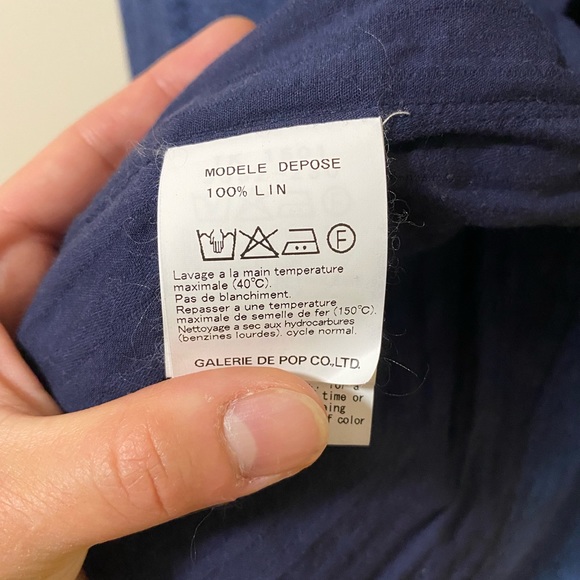 MODELE DEPOSE
100% LIN
F
Lavage a la main temperature
maximale (40°C).
Pas de blanchiment.
Repasser a une temperature
maximale de semelle de fer (150°C).
Nettoyage a sec aux hydrocarbures
(benzines lourdes). cycle normal.
GALERIE DE POP CO.,LTD.
for a
time or
color